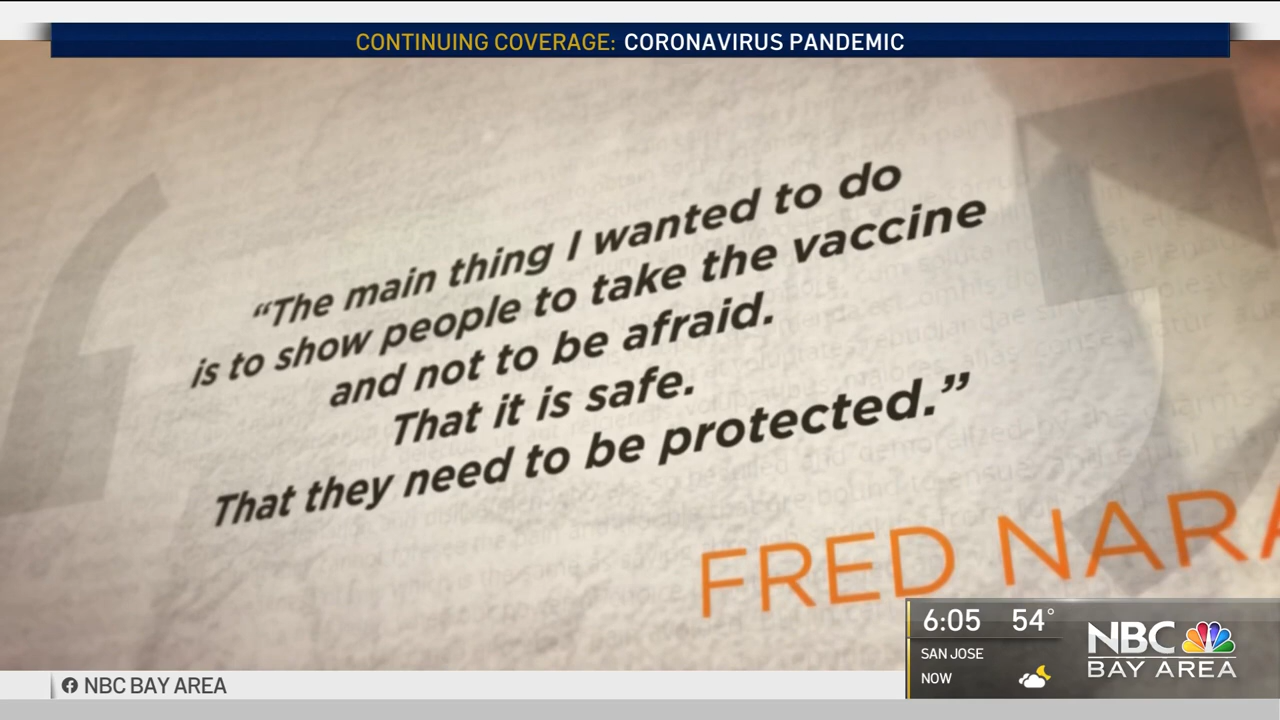 CONTINUING COVERAGE: CORONAVIRUS PANDEMIC
“The main thing I wanted to do
is to show people to take the vaccine
and not to be afraid.
That it is safe.
That they need to be protected.”
FRED NARA
6:05 54°
SAN JOSE
NOW
NBC
BAY AREA
NBC BAY AREA